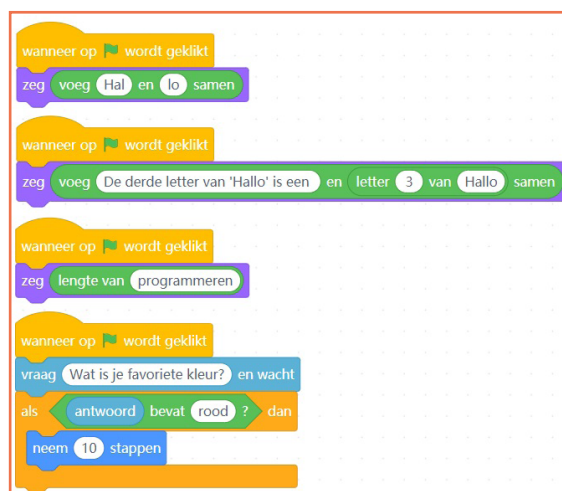 wanneer op wordt geklikt
zeg voeg Hal en lo samen
wanneer op wordt geklikt
zeg voeg De derde letter van 'Hallo' is een en letter 3 van Hallo samen
wanneer op wordt geklikt
zeg lengte van programmeren
wanneer op wordt geklikt
vraag Wat is je favoriete kleur? en wacht
als antwoord bevat rood ? dan
neem 10 stappen